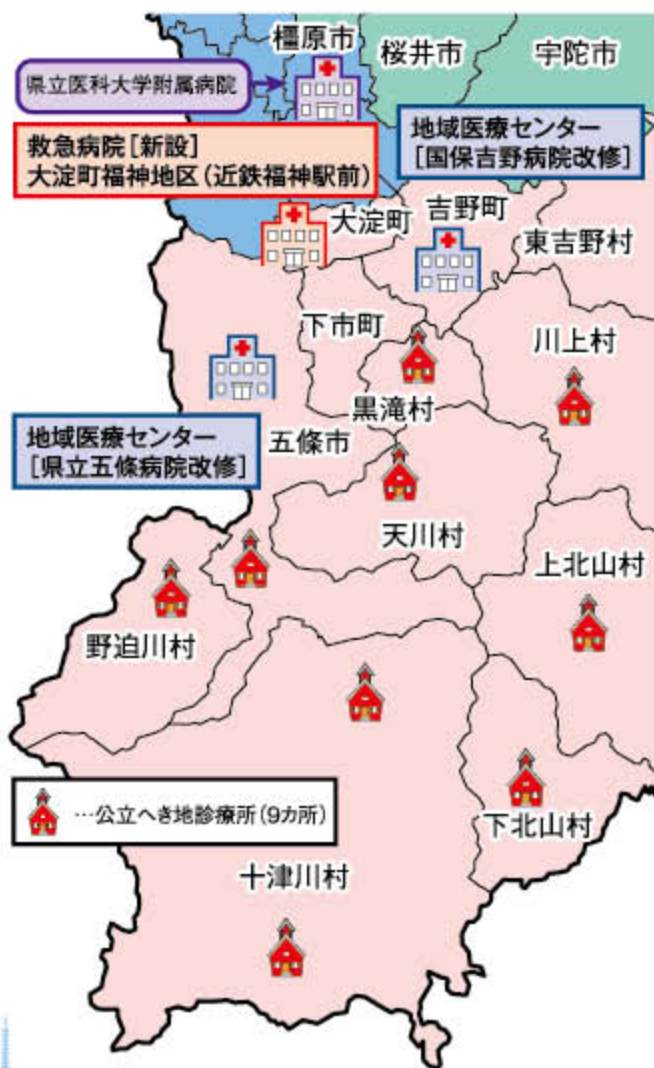 橿原市
桜井市
宇陀市
県立医科大学附属病院
地域医療センター
[国保吉野病院改修]
救急病院[新設]
大淀町福神地区(近鉄福神駅前)
大淀町
吉野町
東吉野村
下市町
川上村
黒滝村
地域医療センター
[県立五條病院改修]
五條市
天川村
上北山村
野迫川村
…公立へき地診療所(9カ所)
下北山村
十津川村